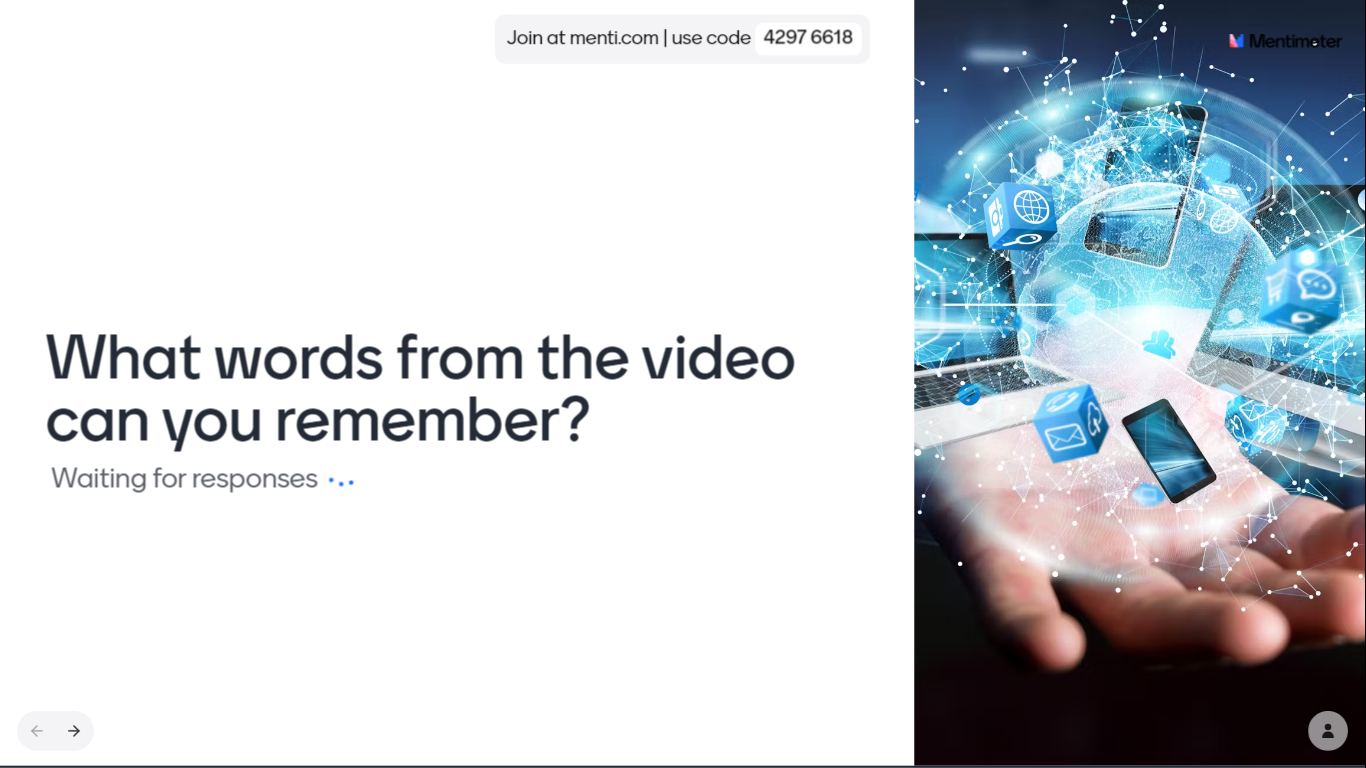 Join at menti.com | use code 4297 6618
Mentimeter
What words from the video
can you remember?
Waiting for responses